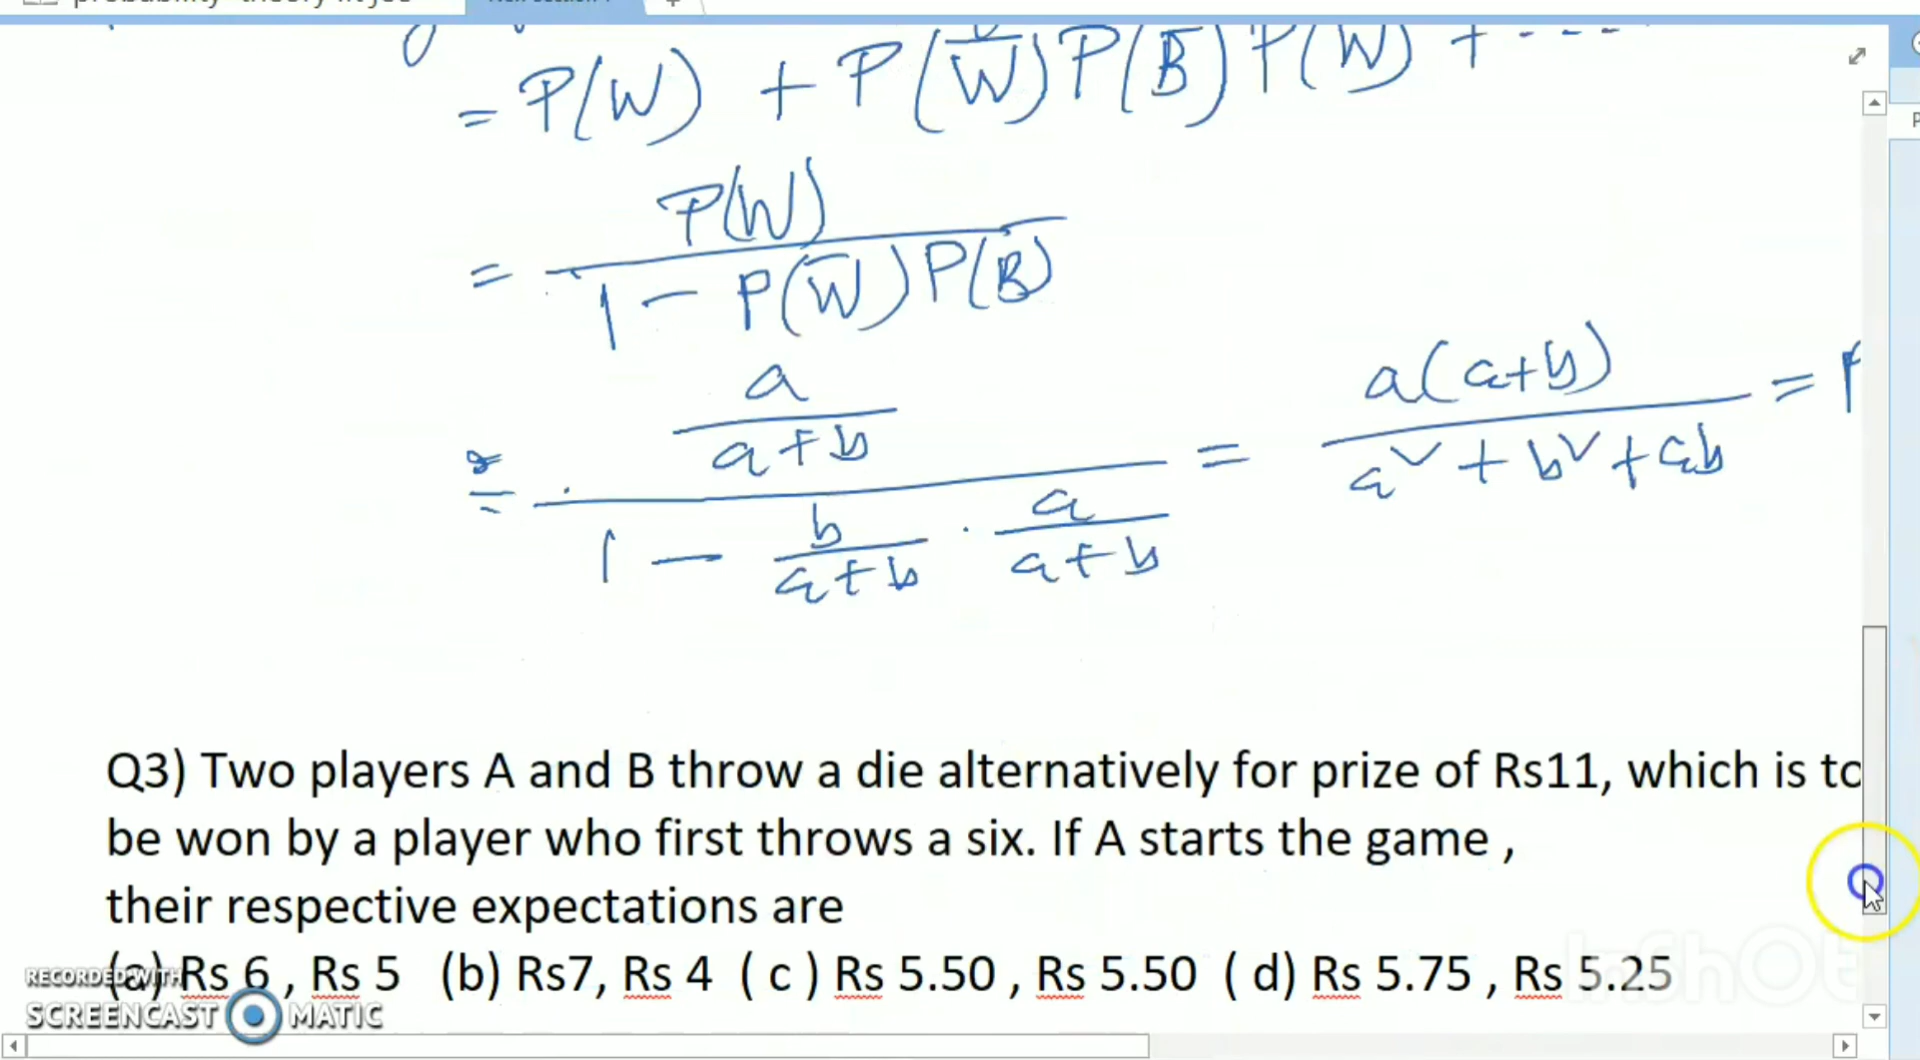 = P(W) + P(W̅) P(B̅) P(W) + ----
= P(W) / 1 - P(W̅) P(B̅)
= a/(a+b) / 1 - b/(a+b) · a/(a+b) = a(a+b) / a² + b² + ab =
Q3) Two players A and B throw a die alternatively for prize of Rs11, which is to
be won by a player who first throws a six. If A starts the game ,
their respective expectations are
(a) Rs 6 , Rs 5 (b) Rs7, Rs 4 ( c ) Rs 5.50 , Rs 5.50 ( d) Rs 5.75 , Rs 5.25
RECORDED WITH
SCREENCAST MATIC
InShOt